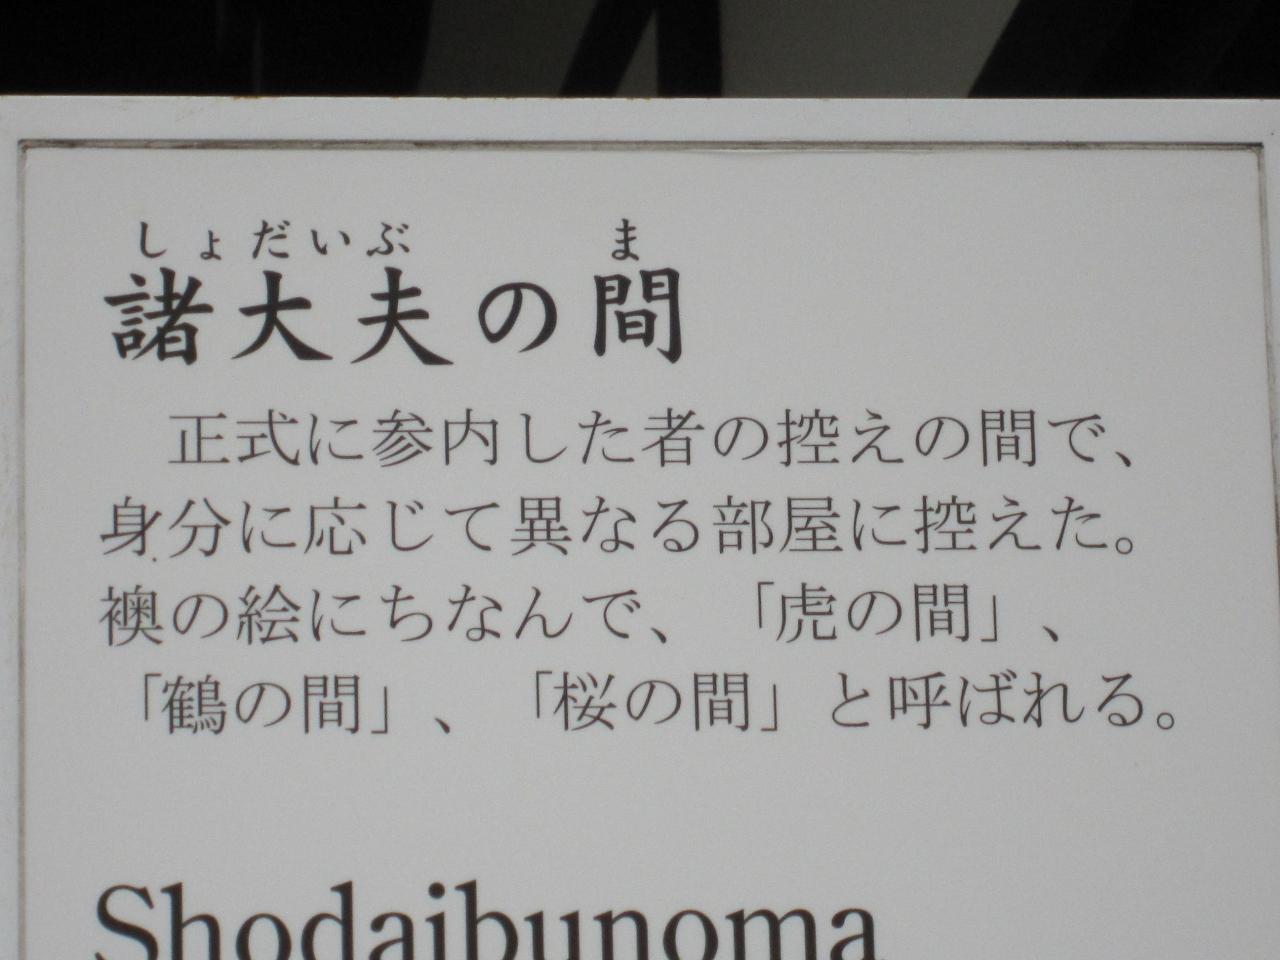 しょだいぶ ま
諸大夫の間
正式に参内した者の控えの間で、
身分に応じて異なる部屋に控えた。
襖の絵にちなんで、「虎の間」、
「鶴の間」、「桜の間」と呼ばれる。
Shodaibunoma